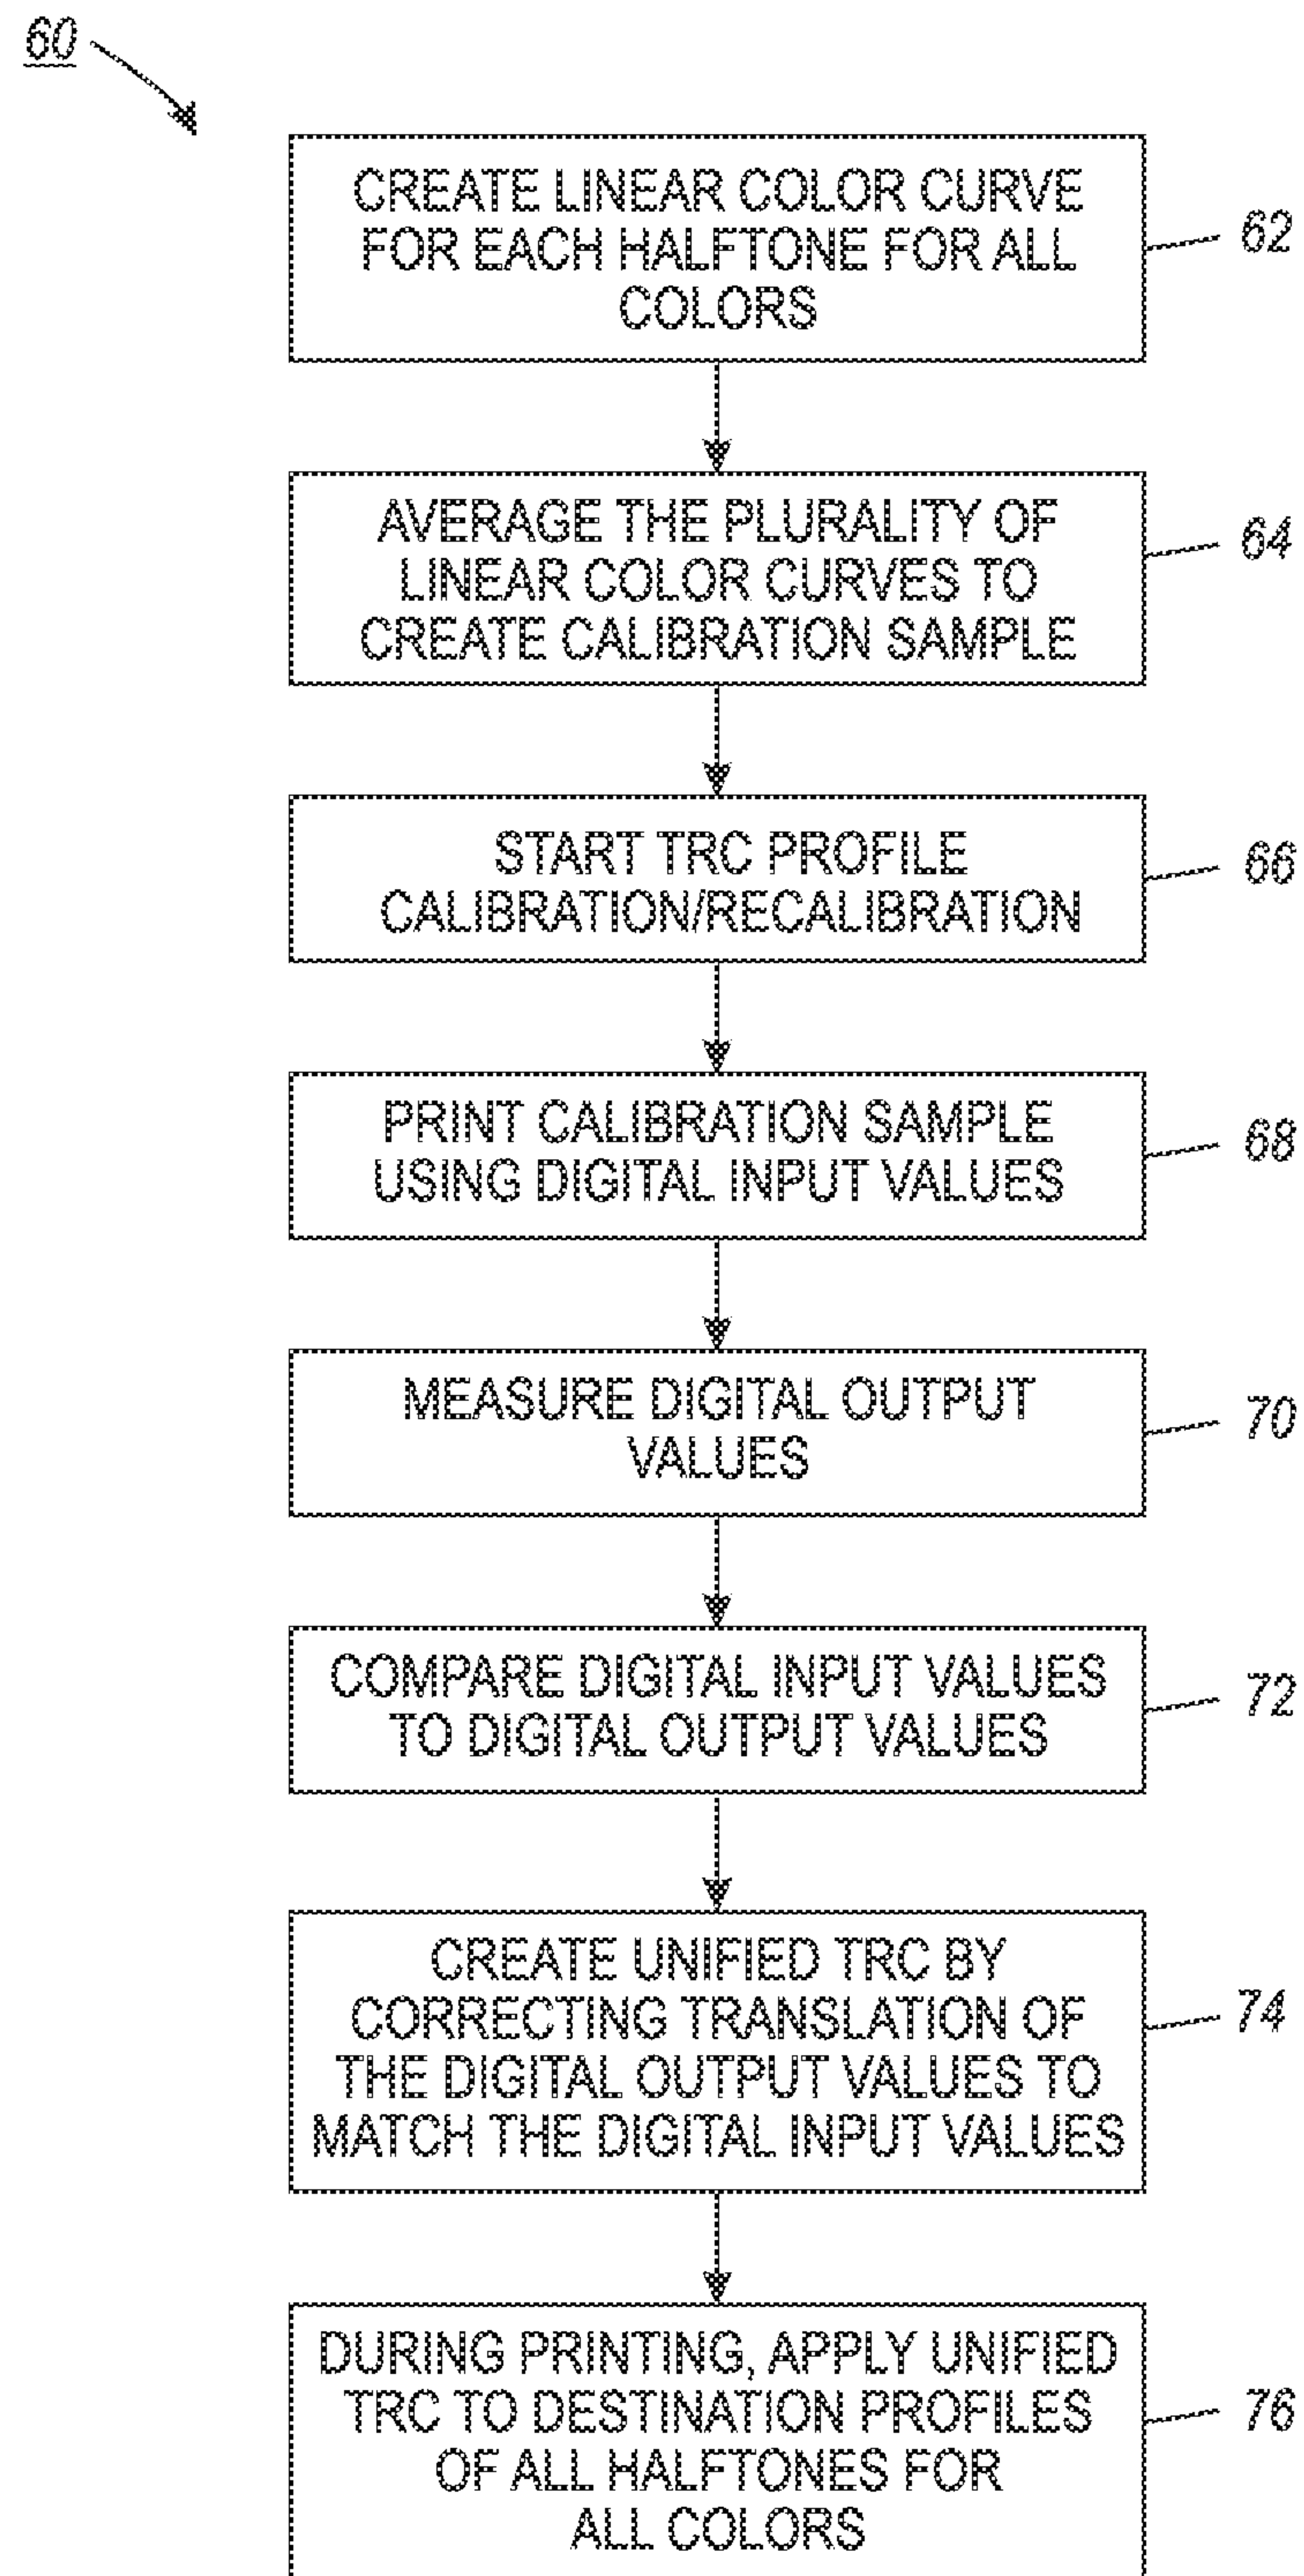 60
CREATE LINEAR COLOR CURVE
FOR EACH HALFTONE FOR ALL
COLORS
62
AVERAGE THE PLURALITY OF
LINEAR COLOR CURVES TO
CREATE CALIBRATION SAMPLE
64
START TRC PROFILE
CALIBRATION/RECALIBRATION
66
PRINT CALIBRATION SAMPLE
USING DIGITAL INPUT VALUES
68
MEASURE DIGITAL OUTPUT
VALUES
70
COMPARE DIGITAL INPUT VALUES
TO DIGITAL OUTPUT VALUES
72
CREATE UNIFIED TRC BY
CORRECTING TRANSLATION OF
THE DIGITAL OUTPUT VALUES TO
MATCH THE DIGITAL INPUT VALUES
74
DURING PRINTING, APPLY UNIFIED
TRC TO DESTINATION PROFILES
OF ALL HALFTONES FOR
ALL COLORS
76